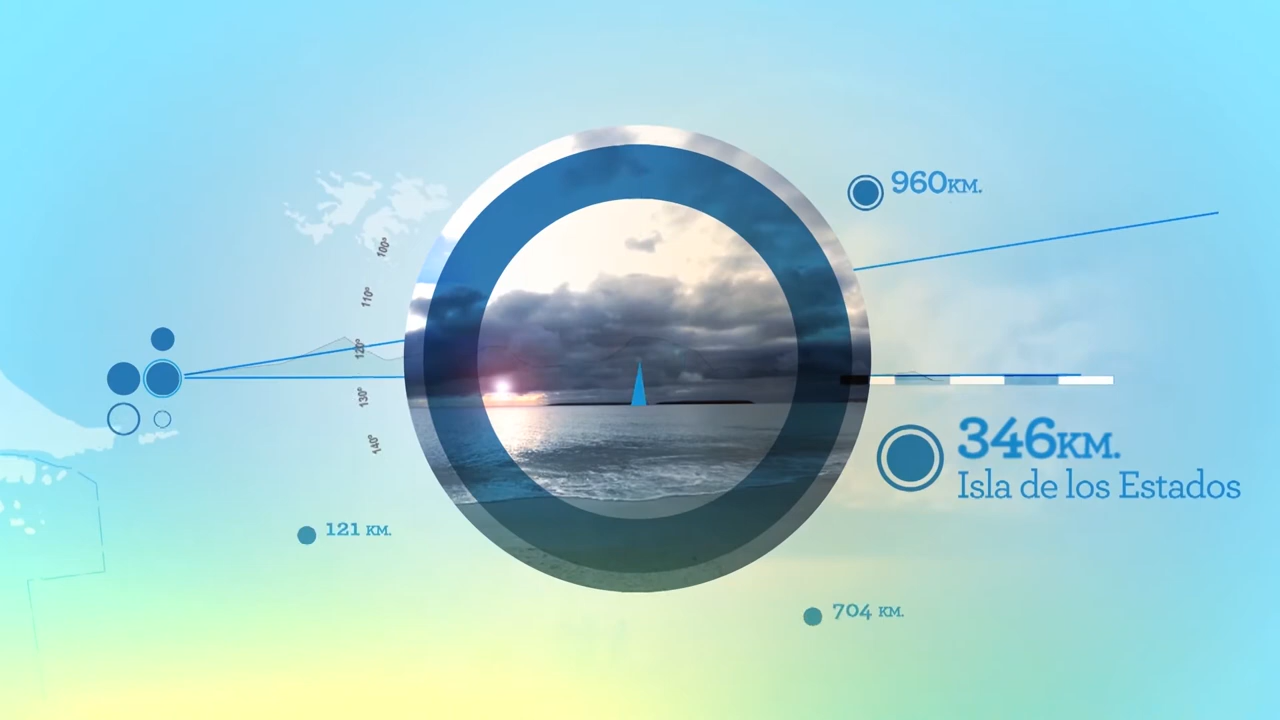 960KM.
100°
110°
120°
130°
140°
346KM.
Isla de los Estados
121 KM.
704 KM.